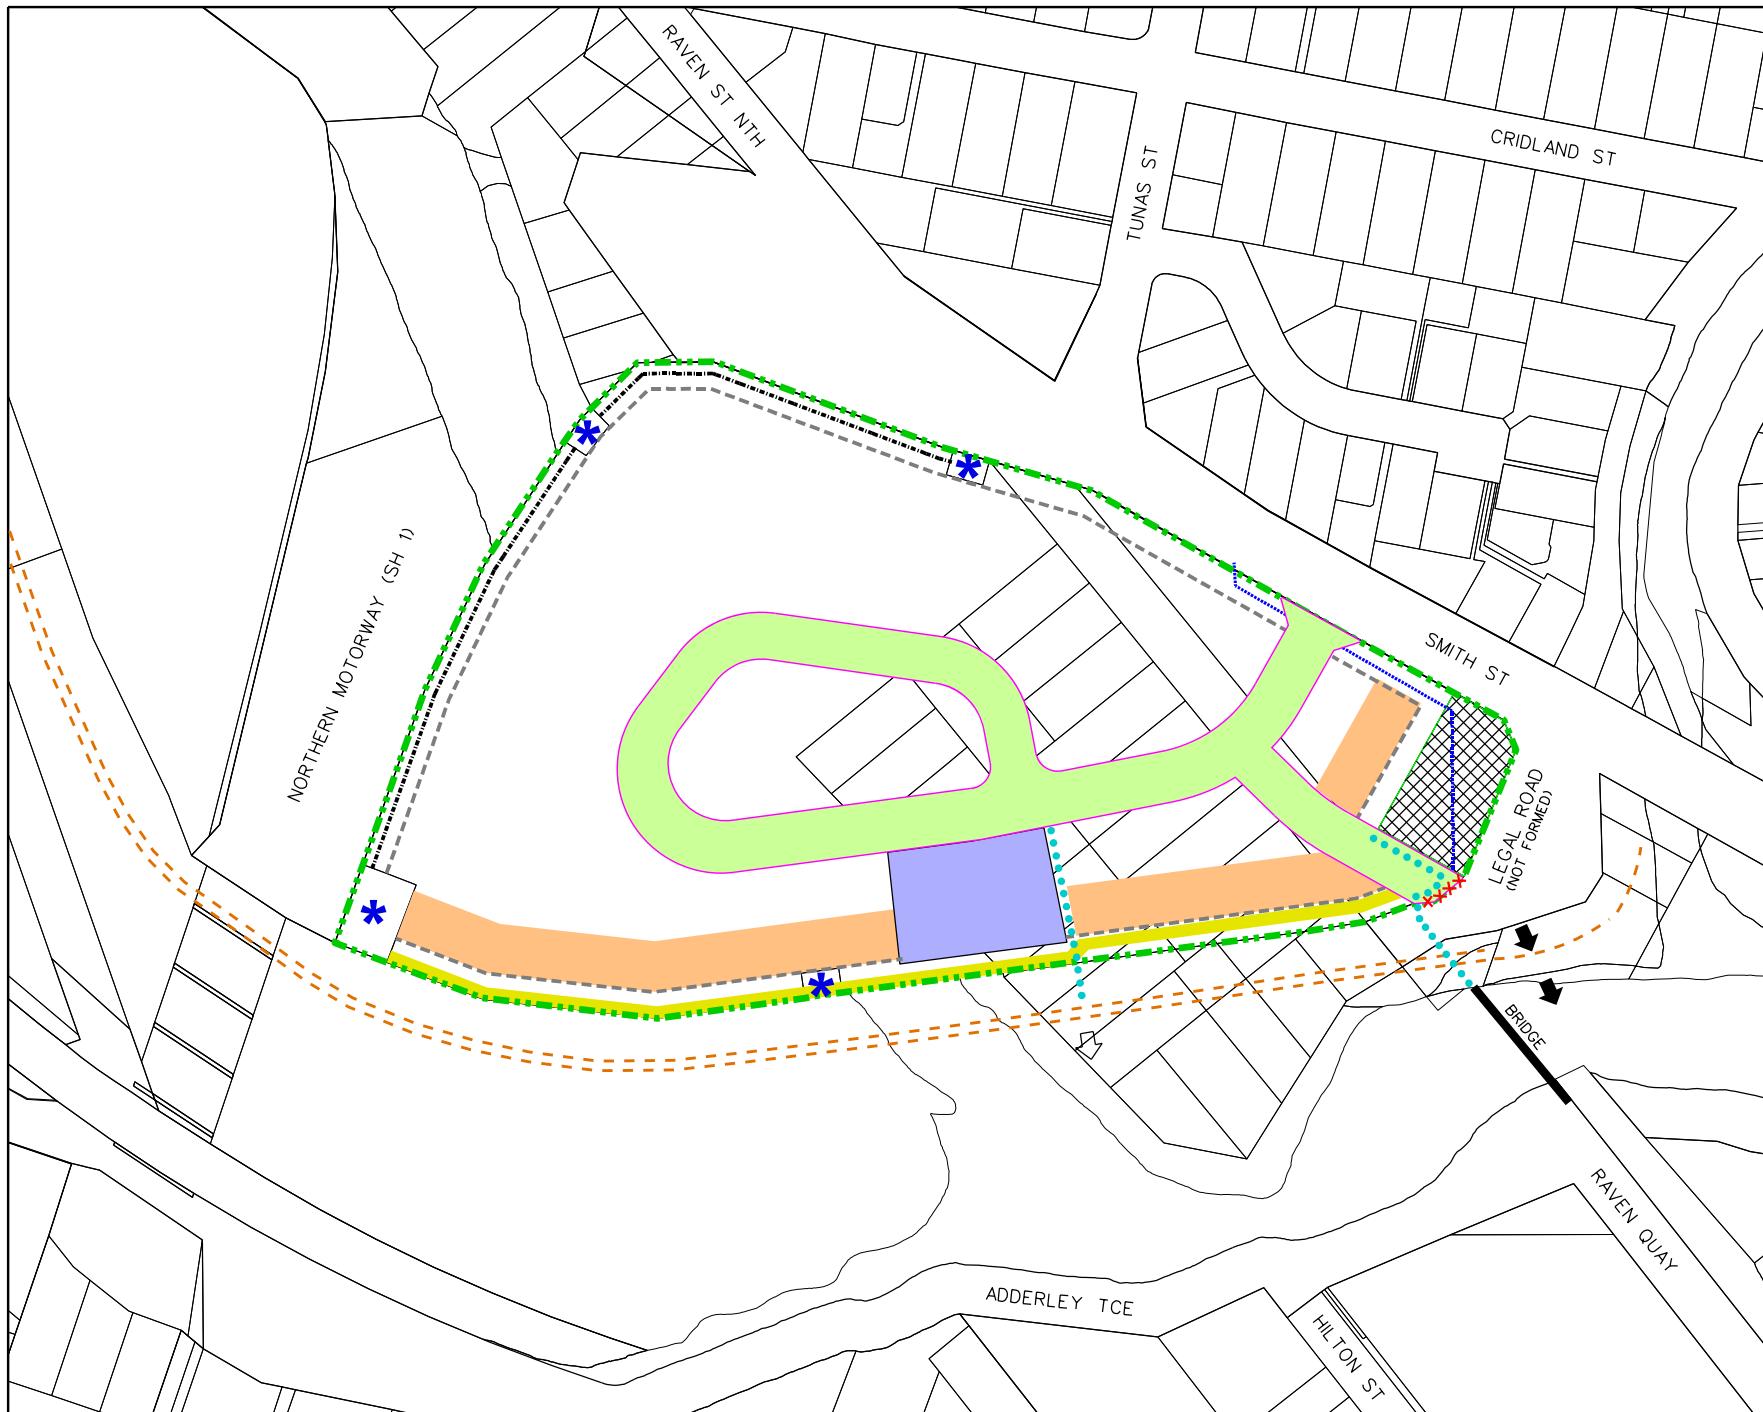 RAVEN ST NTH
CRIDLAND ST
TUNAS ST
NORTHERN MOTORWAY (SH 1)
SMITH ST
LEGAL ROAD
(NOT FORMED)
BRIDGE
RAVEN QUAY
ADDERLEY TCE
HILTON ST